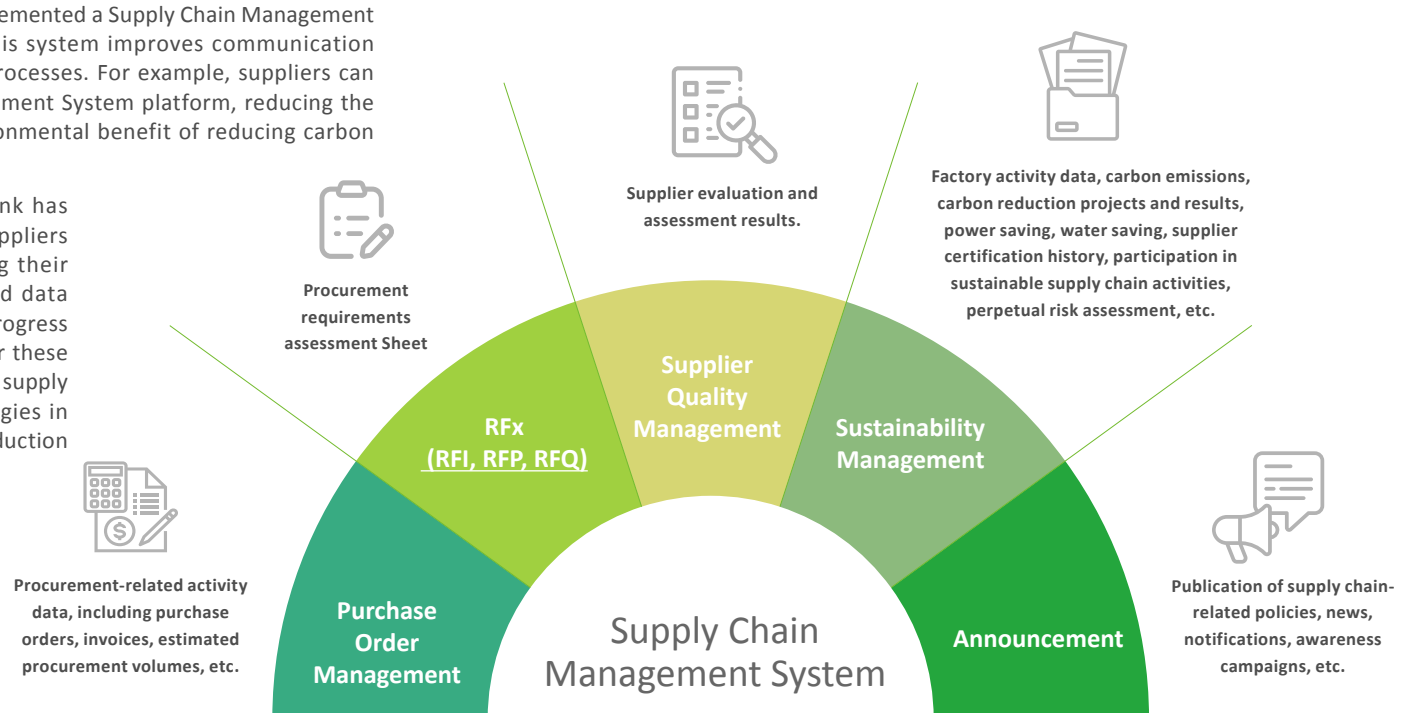 emented a Supply Chain Management
is system improves communication
rocesses. For example, suppliers can
ement System platform, reducing the
onmental benefit of reducing carbon
nk has
ppliers
g their
d data
rogress
r these
supply
gies in
duction
Procurement-related activity
data, including purchase
orders, invoices, estimated
procurement volumes, etc.
Purchase
Order
Management
Procurement
requirements
assessment Sheet
RFx
(RFI, RFP, RFQ)
Supplier evaluation and
assessment results.
Supplier
Quality
Management
Factory activity data, carbon emissions,
carbon reduction projects and results,
power saving, water saving, supplier
certification history, participation in
sustainable supply chain activities,
perpetual risk assessment, etc.
Sustainability
Management
Publication of supply chain-
related policies, news,
notifications, awareness
campaigns, etc.
Announcement
Supply Chain
Management System